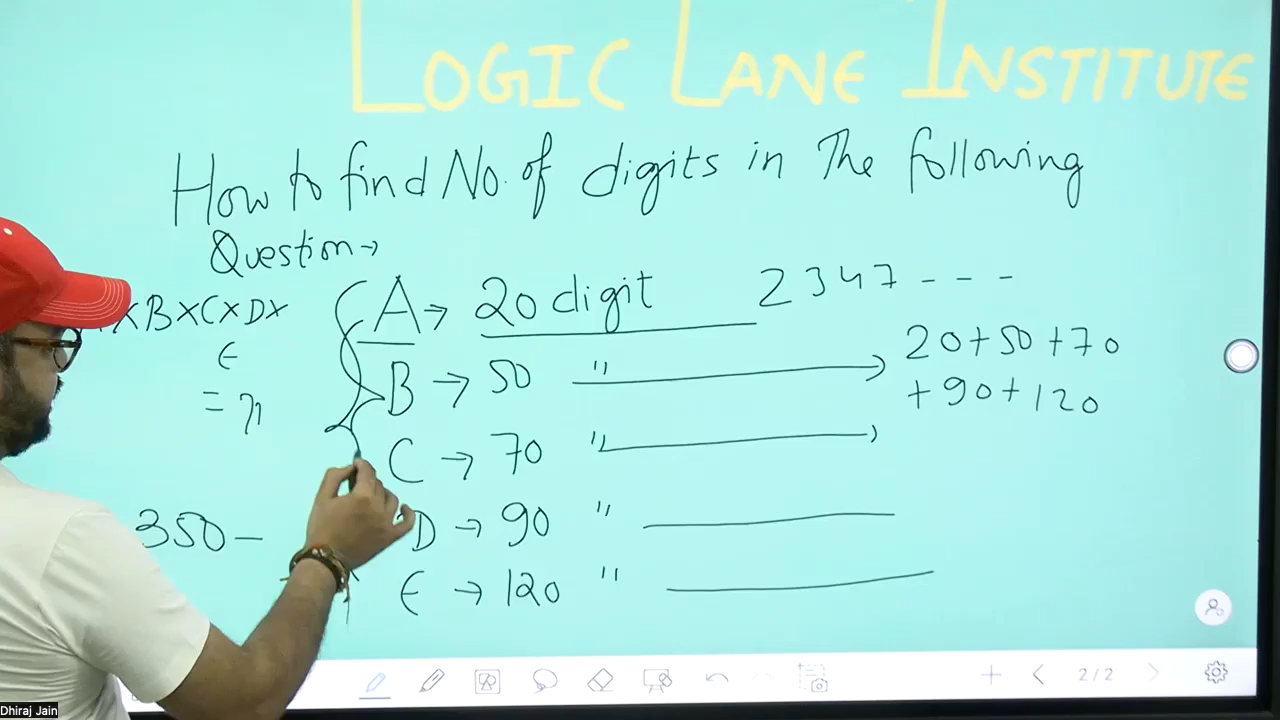 LOGIC LANE INSTITUTE
How to find No. of digits in The following
Question→
A → 20 digit
2347 - - -
×B×C×D×
E
= n
B → 50 "
20+50+70
+90+120
C → 70 "
350-
D → 90 "
E → 120 "
2/2
Dhiraj Jain